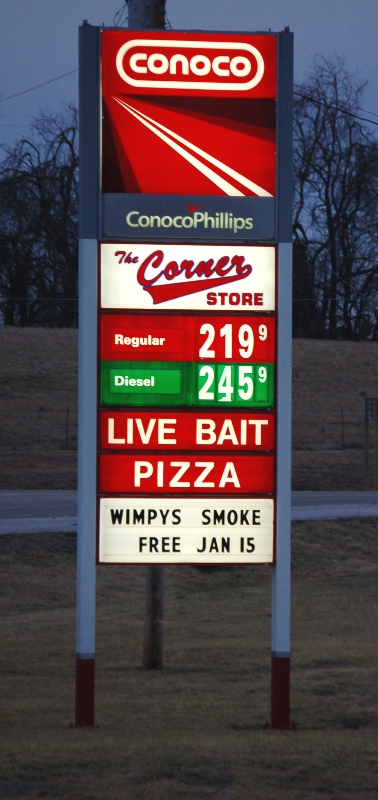 conoco
ConocoPhillips
The Corner
STORE
Regular 219 9
Diesel 245 9
LIVE BAIT
PIZZA
WIMPYS SMOKE
FREE JAN 15